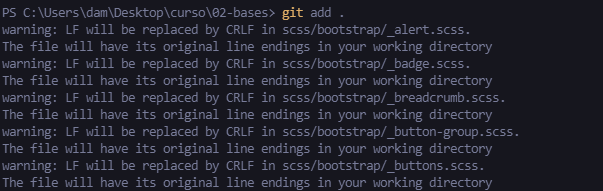 PS C:\Users\dam\Desktop\curso\02-bases> git add .
warning: LF will be replaced by CRLF in scss/bootstrap/_alert.scss.
The file will have its original line endings in your working directory
warning: LF will be replaced by CRLF in scss/bootstrap/_badge.scss.
The file will have its original line endings in your working directory
warning: LF will be replaced by CRLF in scss/bootstrap/_breadcrumb.scss.
The file will have its original line endings in your working directory
warning: LF will be replaced by CRLF in scss/bootstrap/_button-group.scss.
The file will have its original line endings in your working directory
warning: LF will be replaced by CRLF in scss/bootstrap/_buttons.scss.
The file will have its original line endings in your working directory